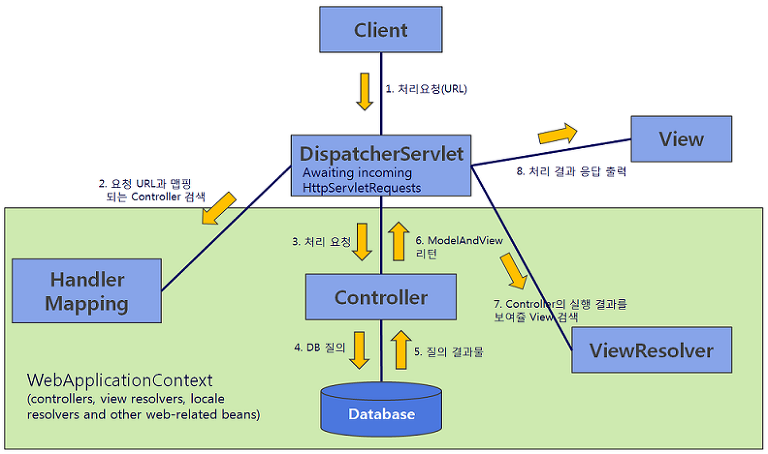 Client
1. 처리요청(URL)
DispatcherServlet
Awaiting incoming
HttpServletRequests
View
8. 처리 결과 응답 출력
2. 요청 URL과 맵핑
되는 Controller 검색
3. 처리 요청
6. ModelAndView
리턴
Handler
Mapping
Controller
7. Controller의 실행 결과를
보여쥴 View 검색
ViewResolver
4. DB 질의
5. 질의 결과물
WebApplicationContext
(controllers, view resolvers, locale
resolvers and other web-related beans)
Database